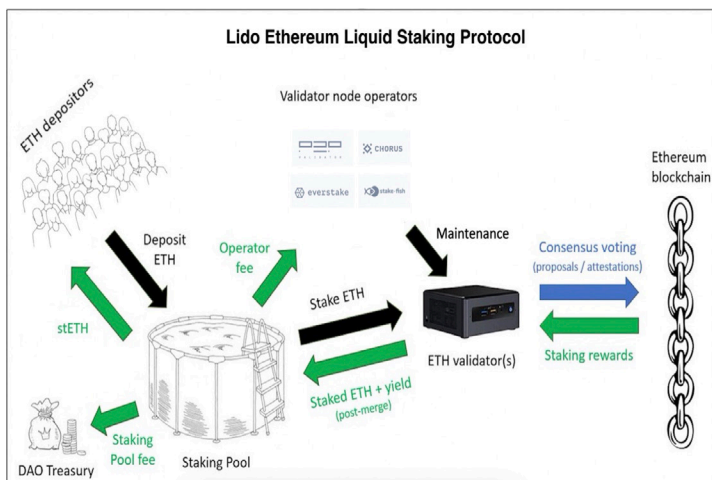 Lido Ethereum Liquid Staking Protocol
ETH depositors
Validator node operators
CHORUS
everstake
stake.fish
Ethereum
blockchain
Deposit
ETH
Operator
fee
Maintenance
Consensus voting
(proposals / attestations)
stETH
Stake ETH
ETH validator(s)
Staking rewards
Staked ETH + yield
(post-merge)
Staking
Pool fee
DAO Treasury
Staking Pool